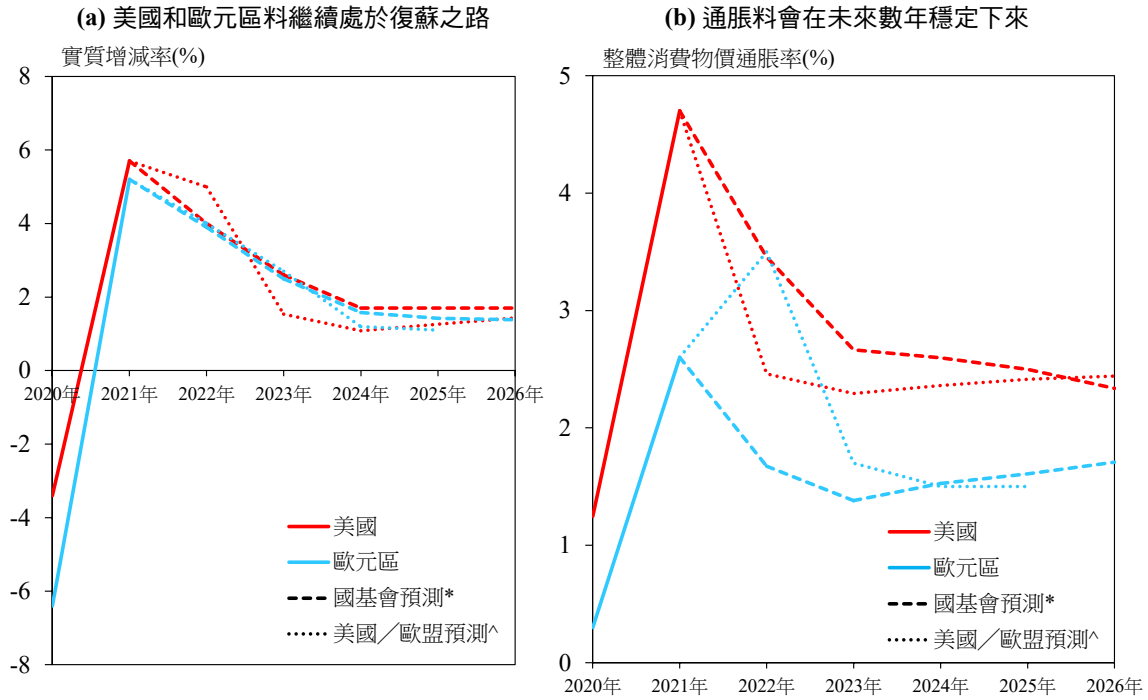 (a) 美國和歐元區料繼續處於復蘇之路
實質增減率(%)
8
6
4
2
0
-2
-4
-6
-8
2020年 2021年 2022年 2023年 2024年 2025年 2026年
美國
歐元區
國基會預測*
美國／歐盟預測^
(b) 通脹料會在未來數年穩定下來
整體消費物價通脹率(%)
5
4
3
2
1
0
2020年 2021年 2022年 2023年 2024年 2025年 2026年
美國
歐元區
國基會預測*
美國／歐盟預測^